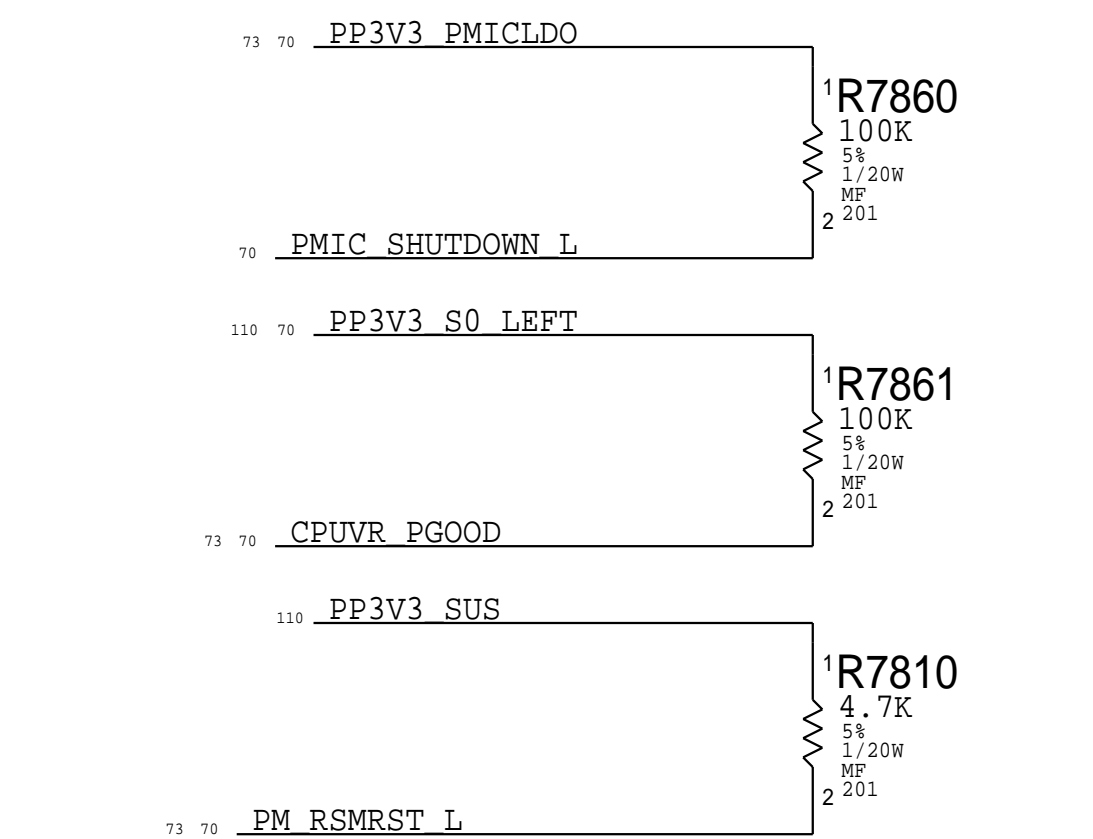 73 70 PP3V3_PMICLDO
1 R7860
100K
5%
1/20W
MF
2 201
70 PMIC_SHUTDOWN_L
110 70 PP3V3_S0_LEFT
1 R7861
100K
5%
1/20W
MF
2 201
73 70 CPUVR_PGOOD
110 PP3V3_SUS
1 R7810
4.7K
5%
1/20W
MF
2 201
73 70 PM_RSMRST_L